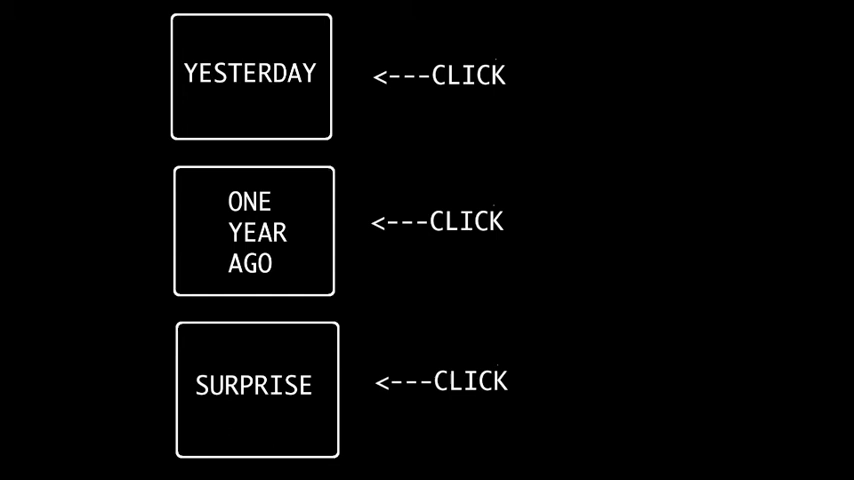 YESTERDAY <---CLICK
ONE
YEAR <---CLICK
AGO
SURPRISE <---CLICK